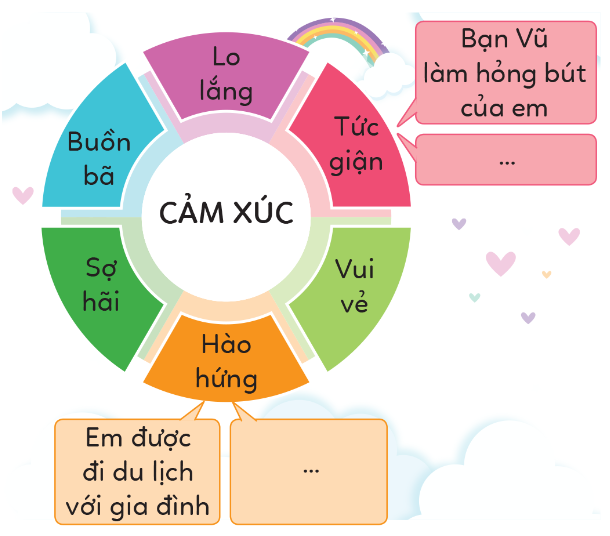 Lo
lắng
Bạn Vũ
làm hỏng bút
của em
Tức
giận
...
Buồn
bã
CẢM XÚC
Sợ
hãi
Vui
vẻ
Hào
hứng
Em được
đi du lịch
với gia đình
...